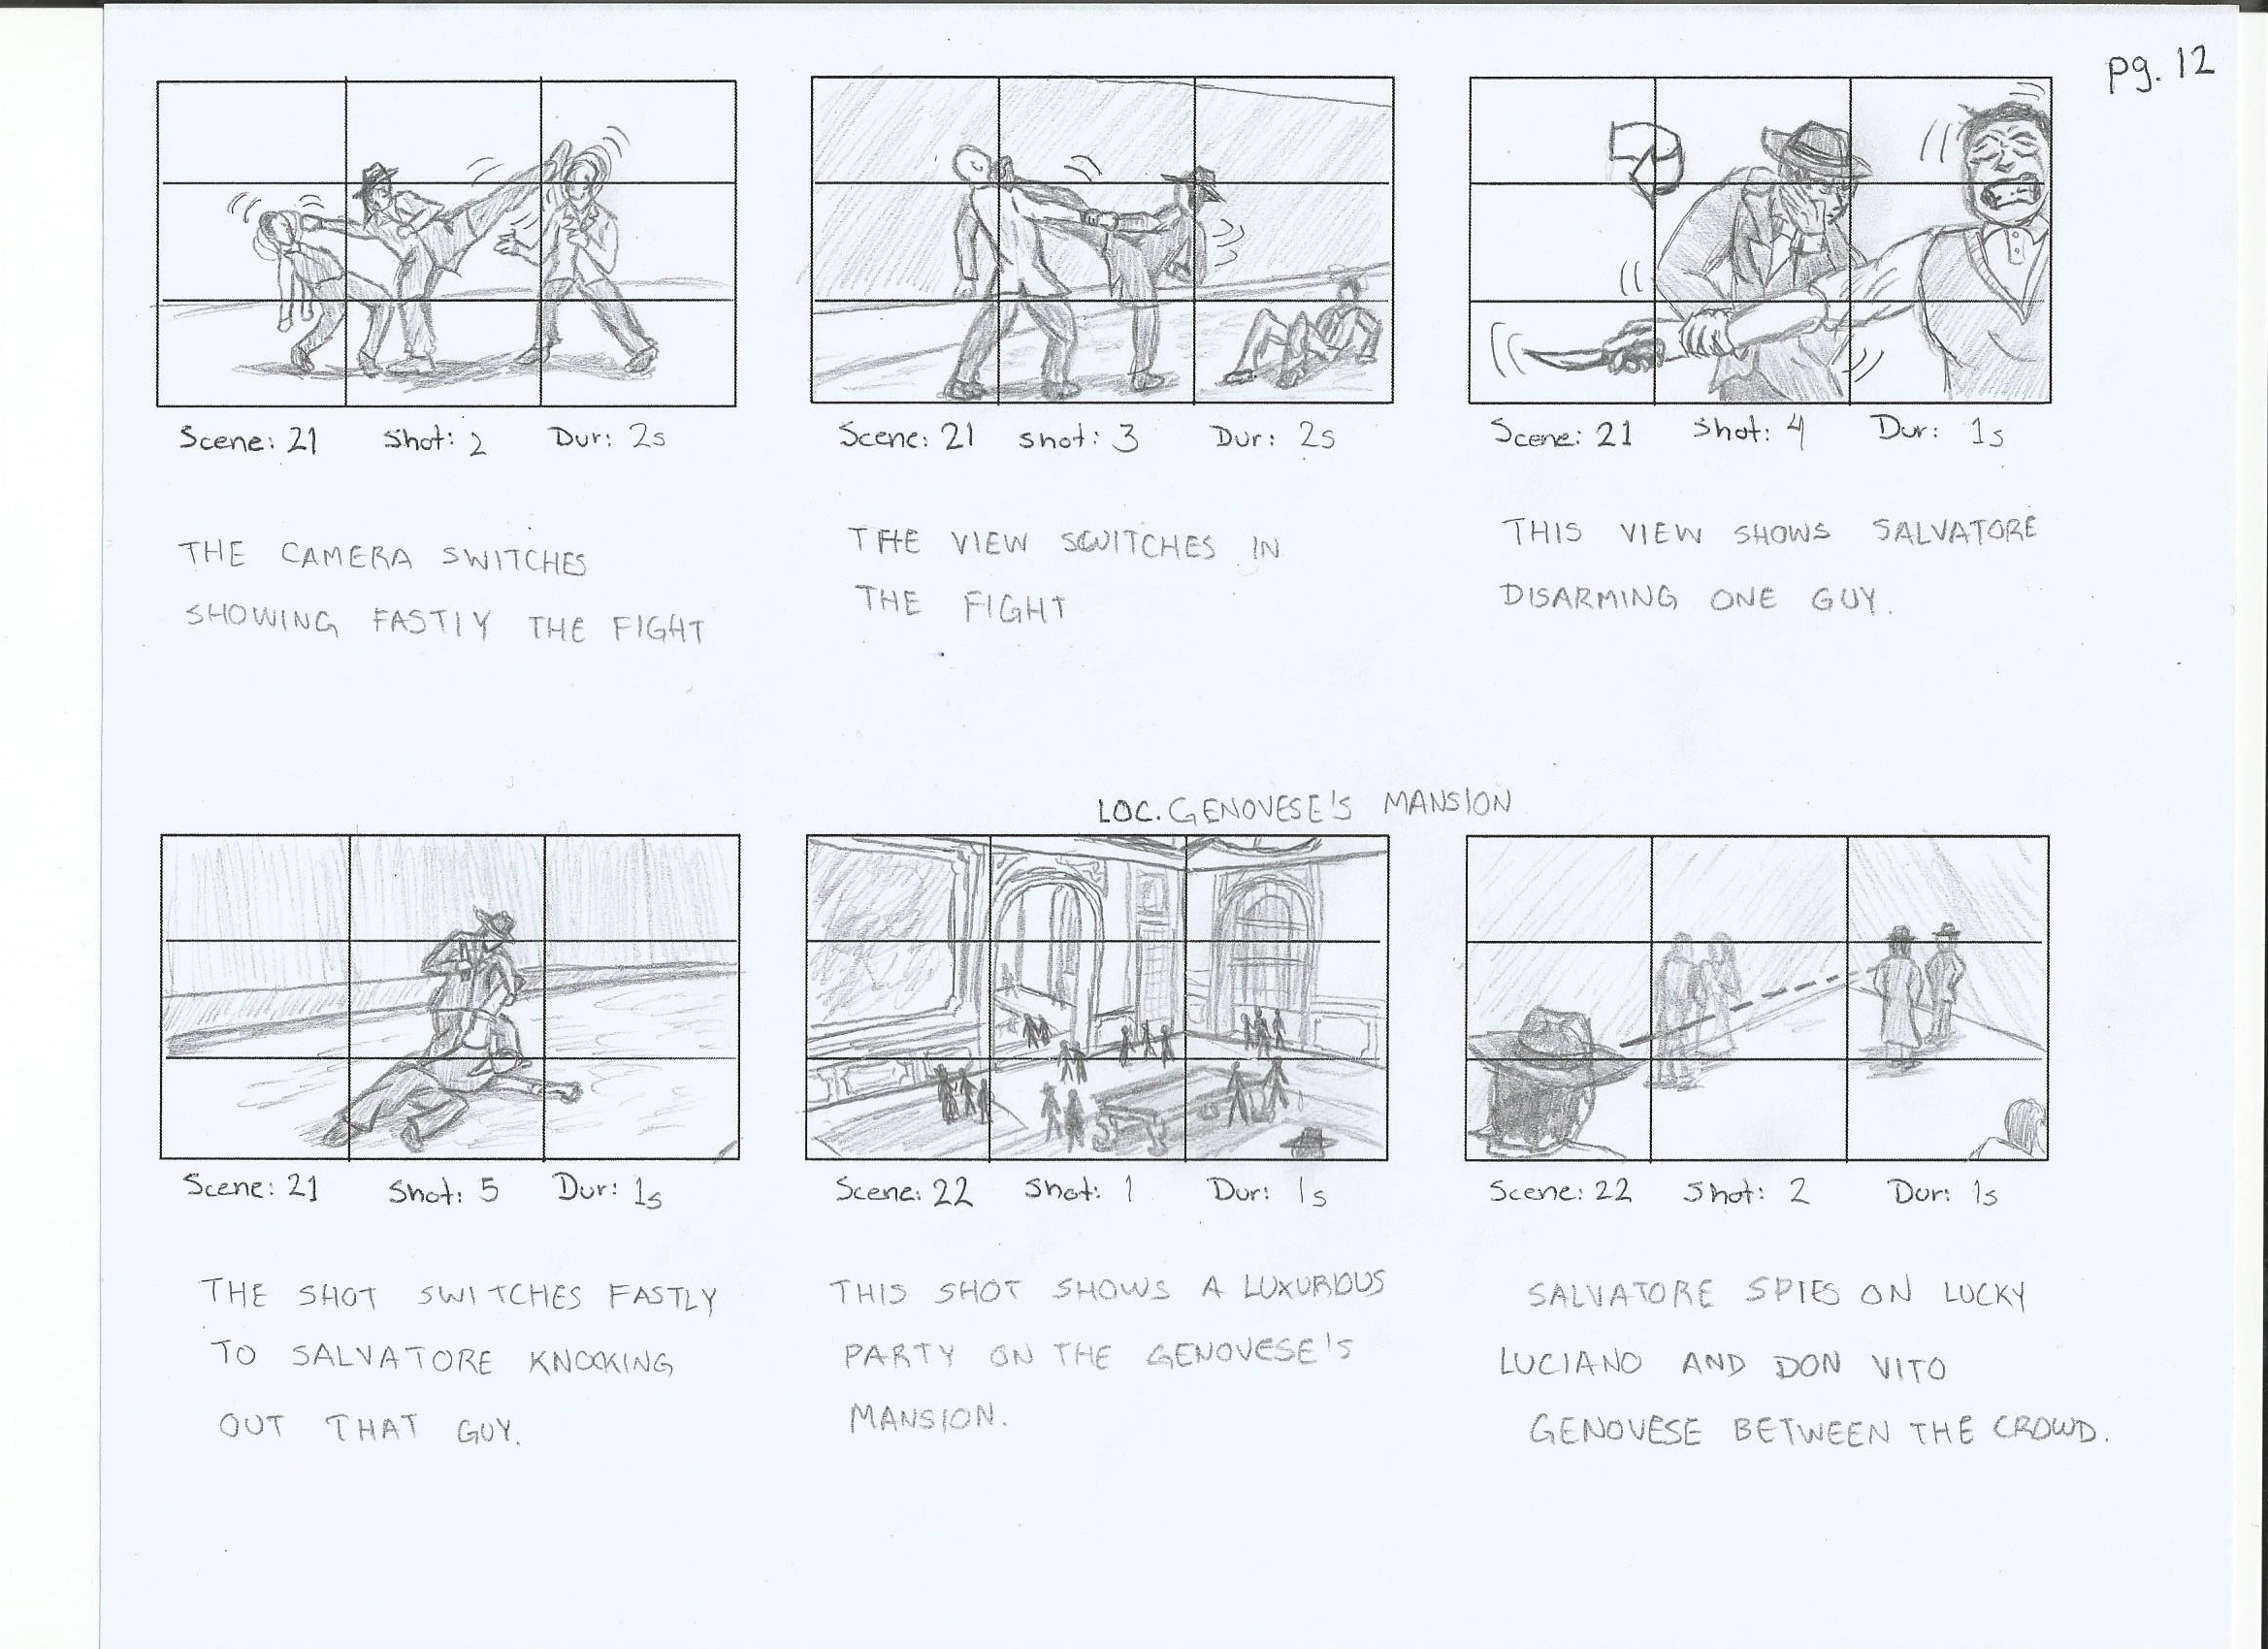 pg. 12
Scene: 21 Shot: 2 Dur: 2s
Scene: 21 shot: 3 Dur: 2s
Scene: 21 Shot: 4 Dur: 1s
THE CAMERA SWITCHES
SHOWING FASTLY THE FIGHT
THE VIEW SWITCHES IN
THE FIGHT
THIS VIEW SHOWS SALVATORE
DISARMING ONE GUY.
LOC. GENOVESE'S MANSION
Scene: 21 Shot: 5 Dur: 1s
Scene: 22 Shot: 1 Dur: 1s
Scene: 22 Shot: 2 Dur: 1s
THE SHOT SWITCHES FASTLY
TO SALVATORE KNOCKING
OUT THAT GUY.
THIS SHOT SHOWS A LUXURIOUS
PARTY ON THE GENOVESE'S
MANSION.
SALVATORE SPIES ON LUCKY
LUCIANO AND DON VITO
GENOVESE BETWEEN THE CROWD.